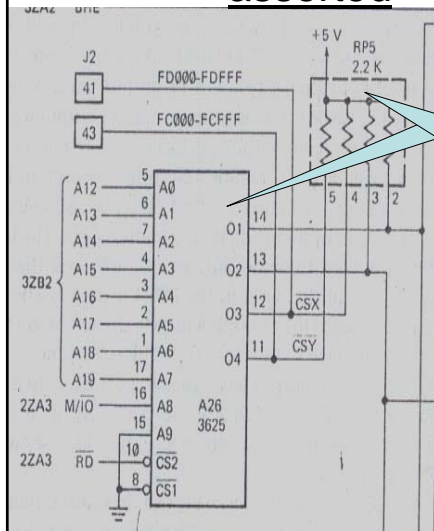 asserted
J2
+5 V
RP5
2.2 K
41
FD000-FDFFF
43
FC000-FCFFF
5 4 3 2
A12 5 A0
A13 6 A1
A14 7 A2
A15 4 A3
3ZB2
A16 3 A4
A17 2 A5
A18 1 A6
A19 17 A7
2ZA3 M/IO 16 A8
15 A9
2ZA3 RD 10 CS2
8 CS1
A26
3625
O1 14
O2 13
O3 12 CSX
O4 11 CSY